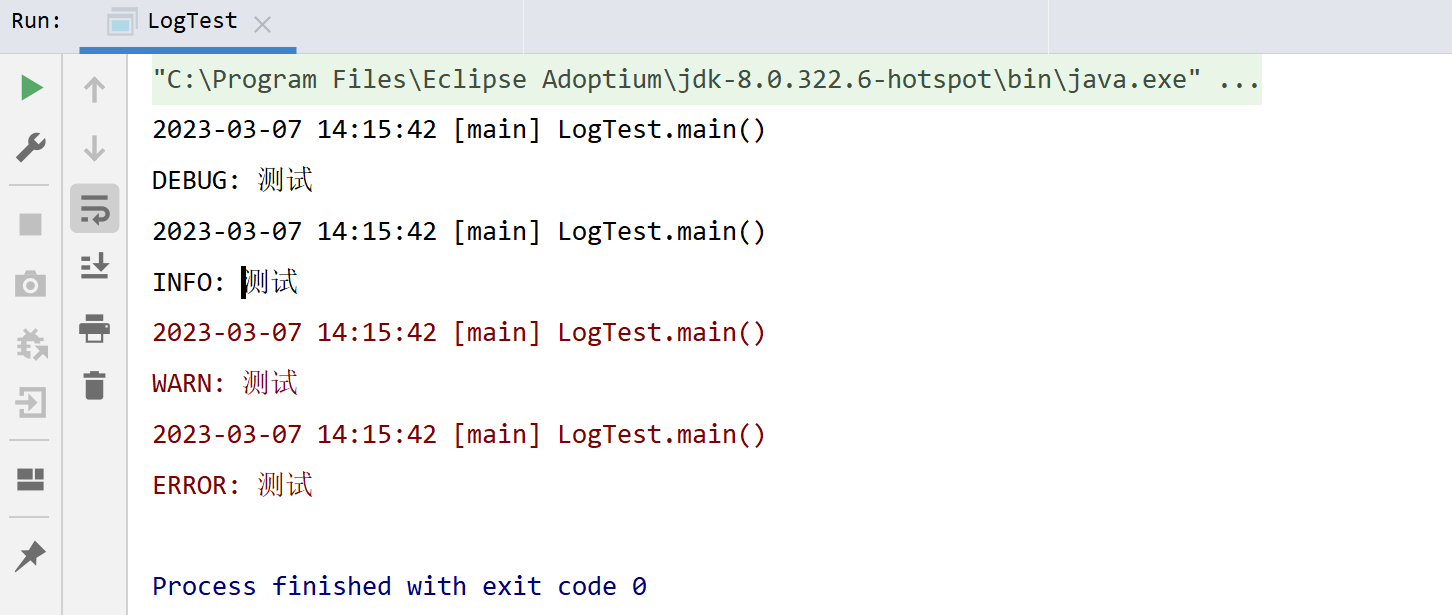 Run: LogTest
"C:\Program Files\Eclipse Adoptium\jdk-8.0.322.6-hotspot\bin\java.exe" ...
2023-03-07 14:15:42 [main] LogTest.main()
DEBUG: 测试
2023-03-07 14:15:42 [main] LogTest.main()
INFO: 测试
2023-03-07 14:15:42 [main] LogTest.main()
WARN: 测试
2023-03-07 14:15:42 [main] LogTest.main()
ERROR: 测试
Process finished with exit code 0